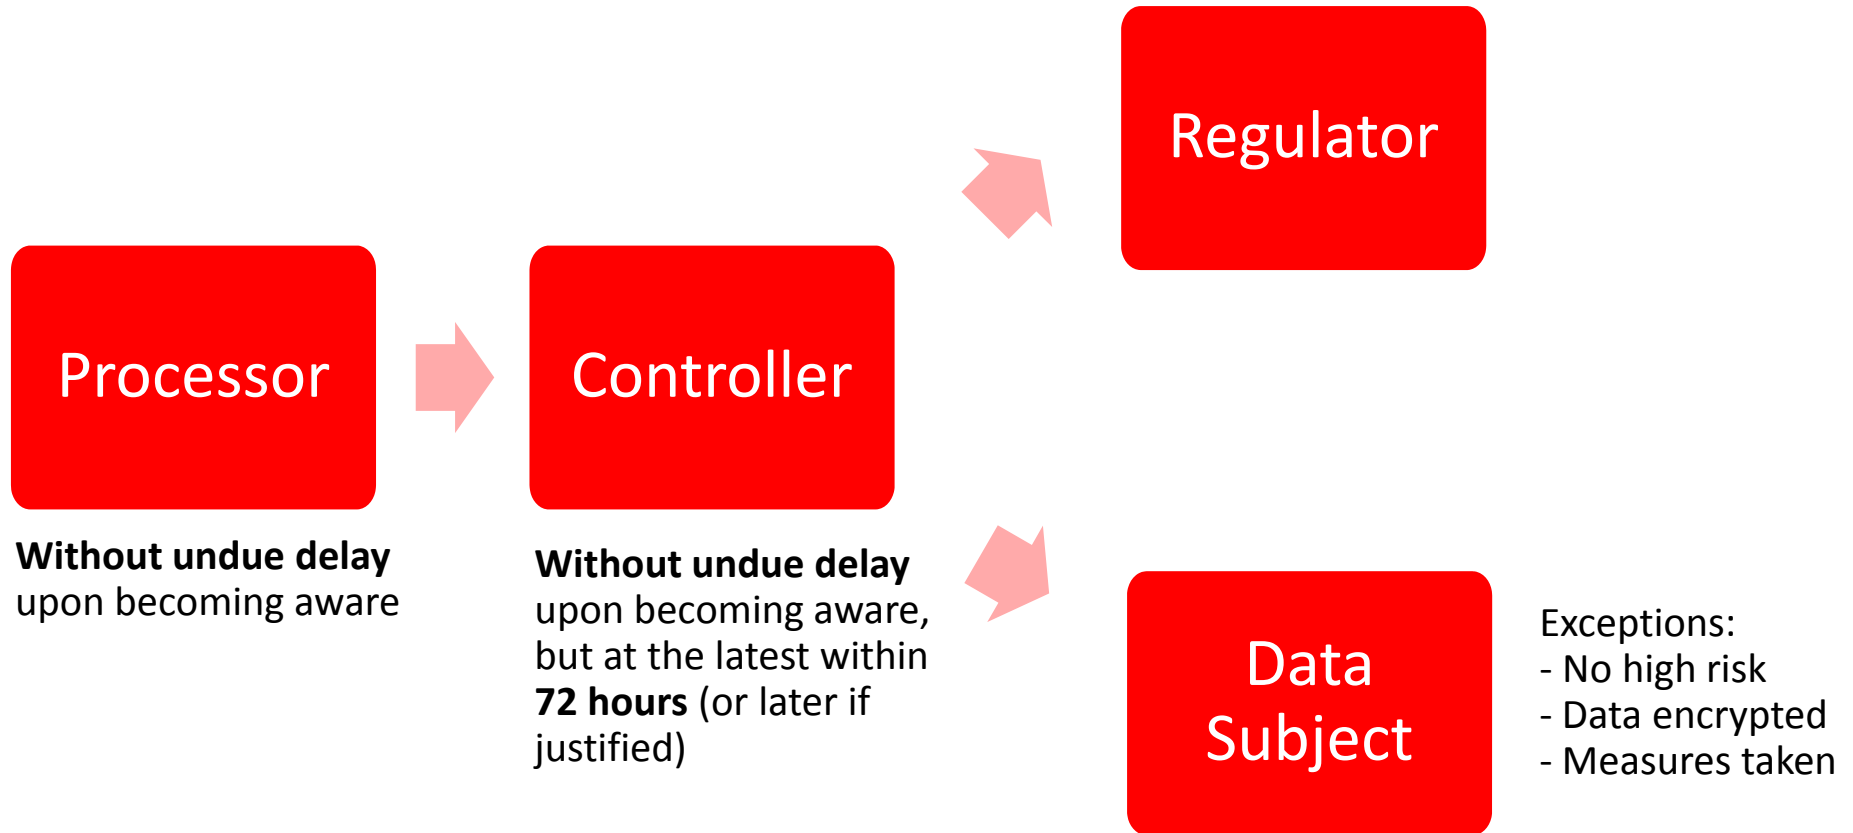 Regulator
Processor
Controller
Without undue delay
upon becoming aware
Without undue delay
upon becoming aware,
but at the latest within
72 hours (or later if
justified)
Data
Subject
Exceptions:
- No high risk
- Data encrypted
- Measures taken